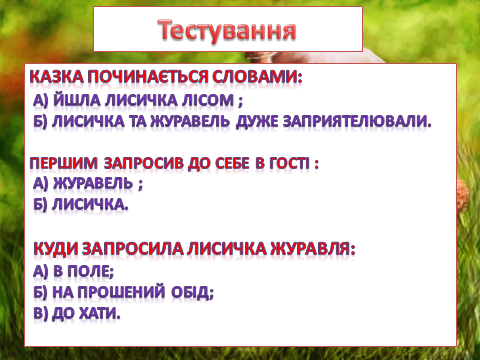 Тестування
КАЗКА ПОЧИНАЄТЬСЯ СЛОВАМИ:
А) ЙШЛА ЛИСИЧКА ЛІСОМ ;
Б) ЛИСИЧКА ТА ЖУРАВЕЛЬ ДУЖЕ ЗАПРИЯТЕЛЮВАЛИ.
ПЕРШИМ ЗАПРОСИВ ДО СЕБЕ В ГОСТІ :
А) ЖУРАВЕЛЬ ;
Б) ЛИСИЧКА.
КУДИ ЗАПРОСИЛА ЛИСИЧКА ЖУРАВЛЯ:
А) В ПОЛЕ;
Б) НА ПРОШЕНИЙ ОБІД;
В) ДО ХАТИ.